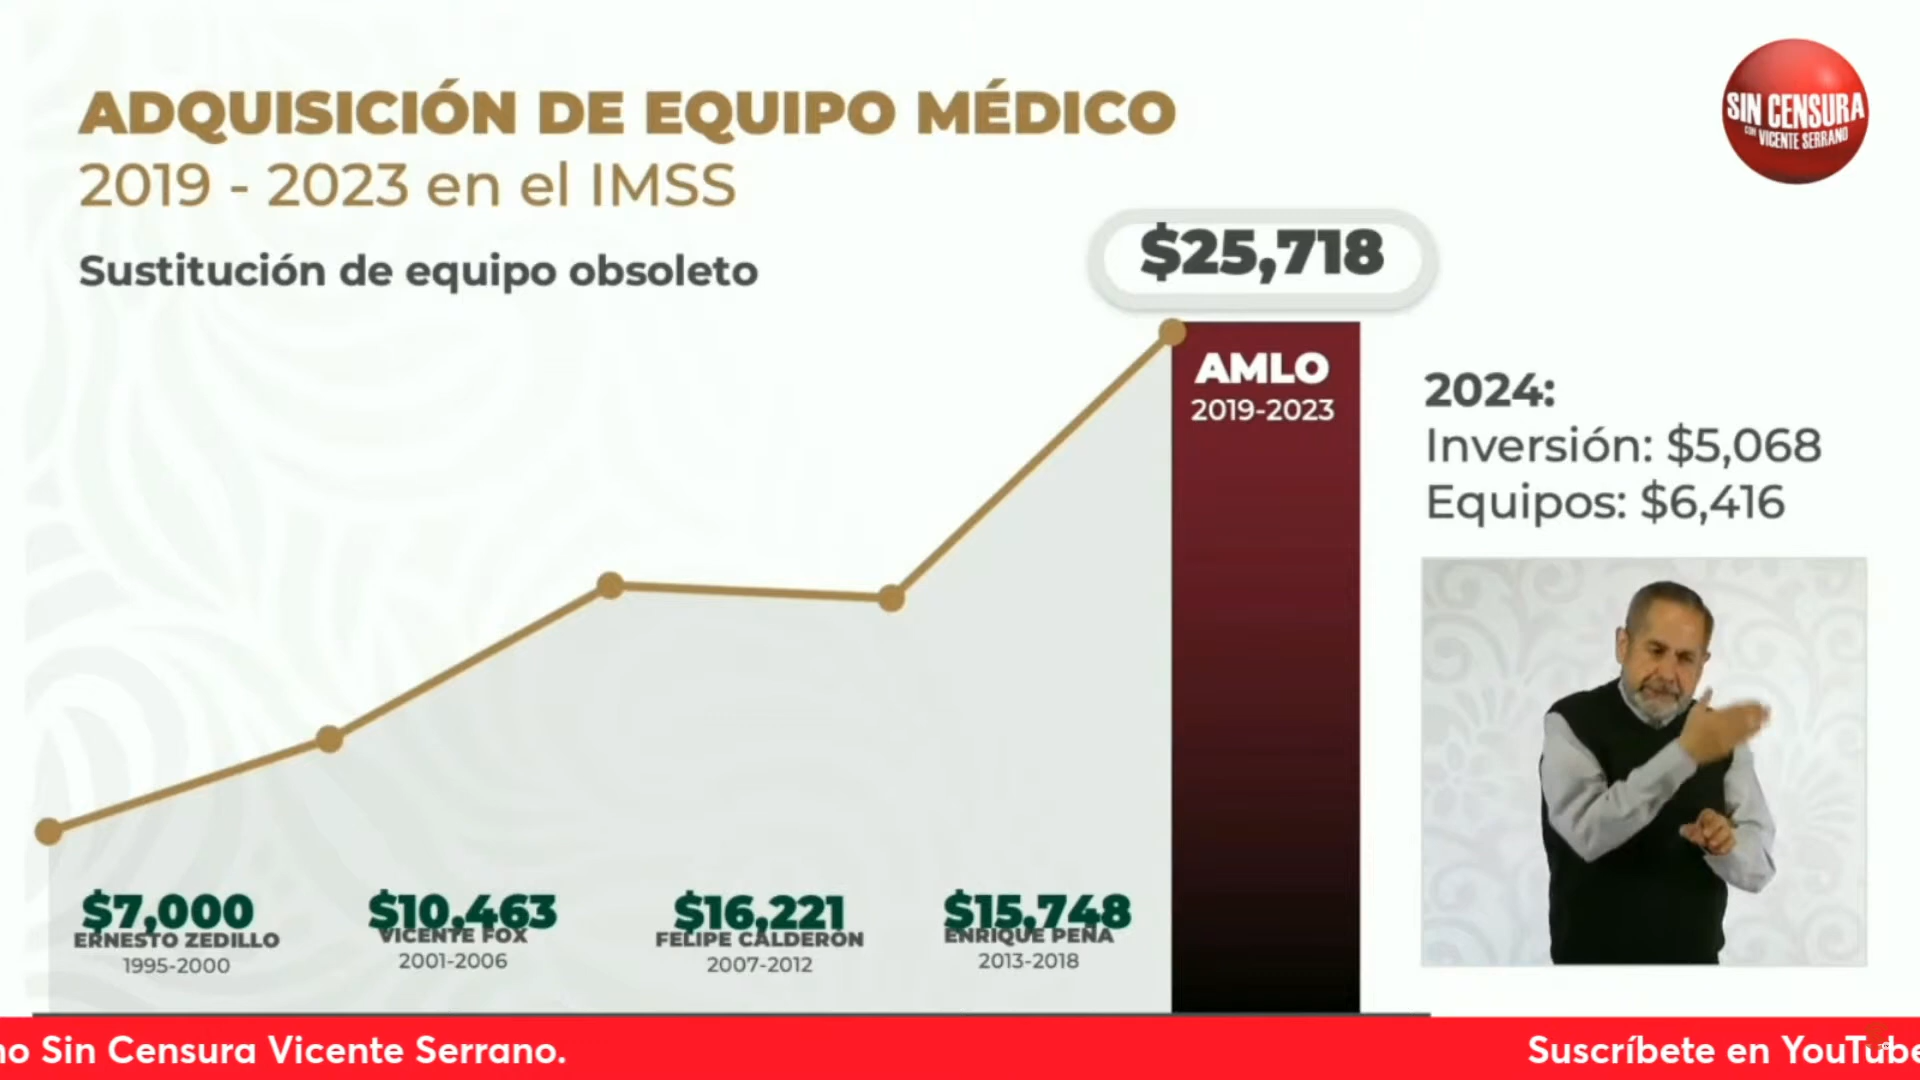 ADQUISICIÓN DE EQUIPO MÉDICO
2019 - 2023 en el IMSS
Sustitución de equipo obsoleto
SIN CENSURA
CON VICENTE SERRANO
$25,718
AMLO
2019-2023
2024:
Inversión: $5,068
Equipos: $6,416
$7,000
ERNESTO ZEDILLO
1995-2000
$10,463
VICENTE FOX
2001-2006
$16,221
FELIPE CALDERÓN
2007-2012
$15,748
ENRIQUE PEÑA
2013-2018
no Sin Censura Vicente Serrano.
Suscríbete en YouTube